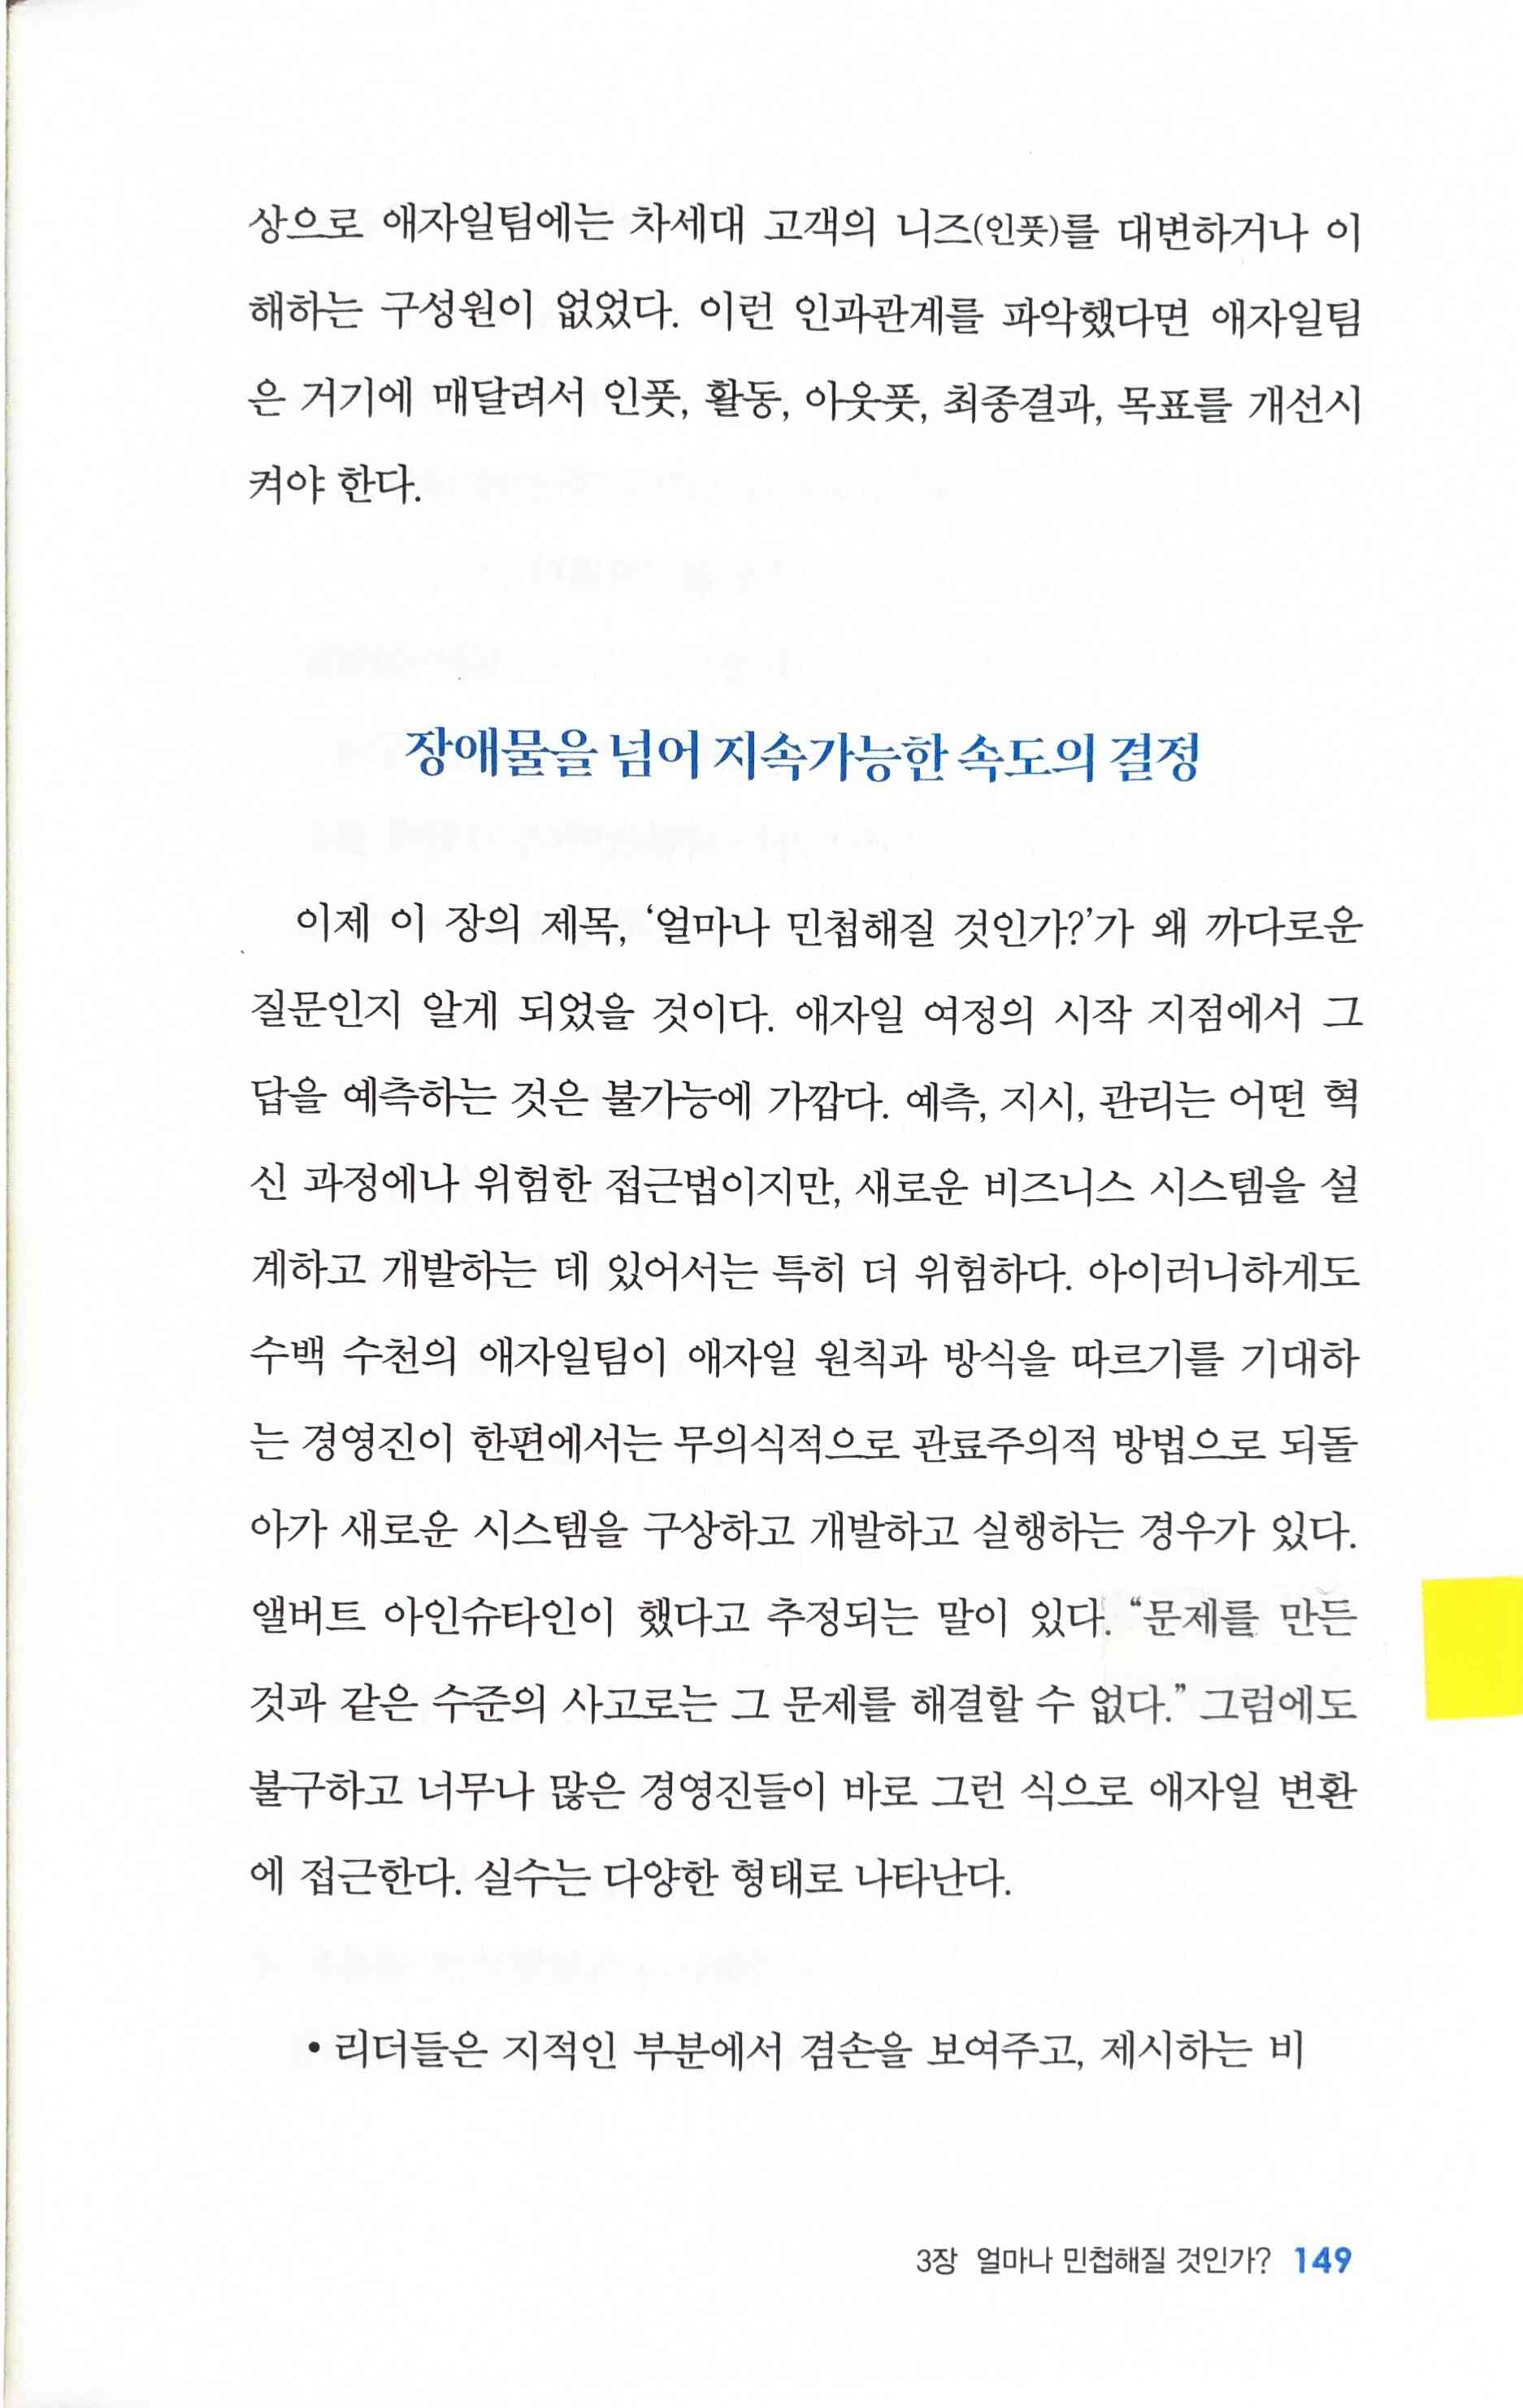 상으로 애자일팀에는 차세대 고객의 니즈(인풋)를 대변하거나 이
해하는 구성원이 없었다. 이런 인과관계를 파악했다면 애자일팀
은 거기에 매달려서 인풋, 활동, 아웃풋, 최종결과, 목표를 개선시
켜야 한다.
장애물을 넘어 지속가능한 속도의 결정
이제 이 장의 제목, ‘얼마나 민첩해질 것인가?’가 왜 까다로운
질문인지 알게 되었을 것이다. 애자일 여정의 시작 지점에서 그
답을 예측하는 것은 불가능에 가깝다. 예측, 지시, 관리는 어떤 혁
신 과정에나 위험한 접근법이지만, 새로운 비즈니스 시스템을 설
계하고 개발하는 데 있어서는 특히 더 위험하다. 아이러니하게도
수백 수천의 애자일팀이 애자일 원칙과 방식을 따르기를 기대하
는 경영진이 한편에서는 무의식적으로 관료주의적 방법으로 되돌
아가 새로운 시스템을 구상하고 개발하고 실행하는 경우가 있다.
앨버트 아인슈타인이 했다고 추정되는 말이 있다. “문제를 만든
것과 같은 수준의 사고로는 그 문제를 해결할 수 없다.” 그럼에도
불구하고 너무나 많은 경영진들이 바로 그런 식으로 애자일 변환
에 접근한다. 실수는 다양한 형태로 나타난다.
• 리더들은 지적인 부분에서 겸손을 보여주고, 제시하는 비
3장 얼마나 민첩해질 것인가? 149